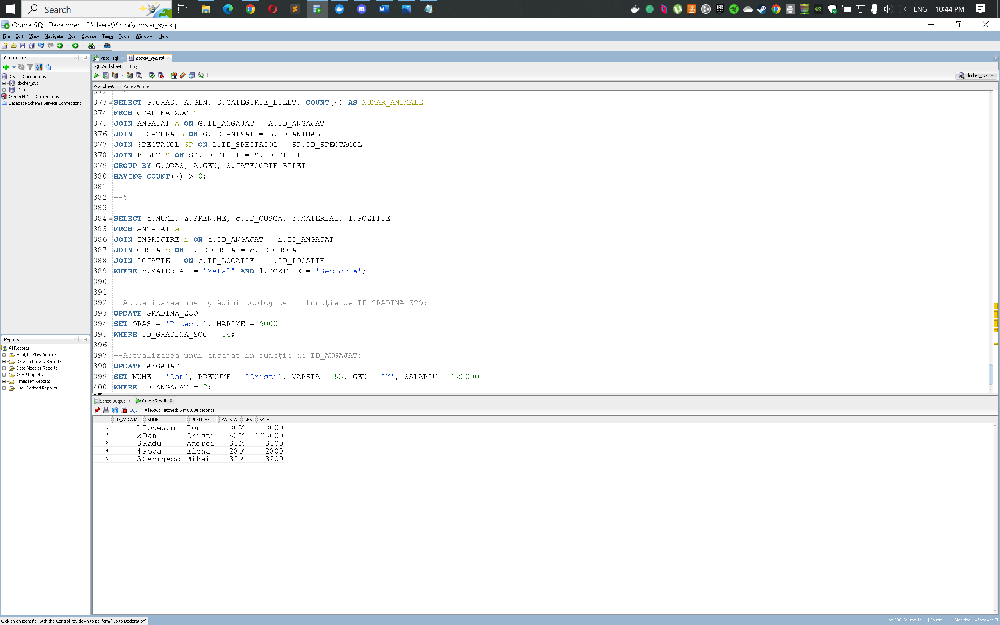 Search
ENG
10:44 PM
Oracle SQL Developer : C:\Users\Victor\docker_sys.sql
File Edit View Navigate Run Source Team Tools Window Help
Connections
Oracle Connections
docker_sys
Victor
Oracle NoSQL Connections
Database Schema Service Connections
Victor.sql
docker_sys.sql
SQL Worksheet History
docker_sys
Worksheet Query Builder
372 --4
373 SELECT G.ORAS, A.GEN, S.CATEGORIE_BILET, COUNT(*) AS NUMAR_ANIMALE
374 FROM GRADINA_ZOO G
375 JOIN ANGAJAT A ON G.ID_ANGAJAT = A.ID_ANGAJAT
376 JOIN LEGATURA L ON G.ID_ANIMAL = L.ID_ANIMAL
377 JOIN SPECTACOL SP ON L.ID_SPECTACOL = SP.ID_SPECTACOL
378 JOIN BILET S ON SP.ID_BILET = S.ID_BILET
379 GROUP BY G.ORAS, A.GEN, S.CATEGORIE_BILET
380 HAVING COUNT(*) > 0;
381
382 --5
383
384 SELECT a.NUME, a.PRENUME, c.ID_CUSCA, c.MATERIAL, l.POZITIE
385 FROM ANGAJAT a
386 JOIN INGRIJIRE i ON a.ID_ANGAJAT = i.ID_ANGAJAT
387 JOIN CUSCA c ON i.ID_CUSCA = c.ID_CUSCA
388 JOIN LOCATIE l ON c.ID_LOCATIE = l.ID_LOCATIE
389 WHERE c.MATERIAL = 'Metal' AND l.POZITIE = 'Sector A';
390
391
392 --Actualizarea unei grădini zoologice în funcție de ID_GRADINA_ZOO:
393 UPDATE GRADINA_ZOO
394 SET ORAS = 'Pitesti', MARIME = 6000
395 WHERE ID_GRADINA_ZOO = 16;
396
397 --Actualizarea unui angajat în funcție de ID_ANGAJAT:
398 UPDATE ANGAJAT
399 SET NUME = 'Dan', PRENUME = 'Cristi', VARSTA = 53, GEN = 'M', SALARIU = 123000
400 WHERE ID_ANGAJAT = 2;
Reports
All Reports
Analytic View Reports
Data Dictionary Reports
Data Modeler Reports
OLAP Reports
TimesTen Reports
User Defined Reports
Script Output
Query Result
SQL | All Rows Fetched: 5 in 0.004 seconds
ID_ANGAJAT NUME PRENUME VARSTA GEN SALARIU
1 1 Popescu Ion 30 M 3000
2 2 Dan Cristi 53 M 123000
3 3 Radu Andrei 35 M 3500
4 4 Popa Elena 28 F 2800
5 5 Georgescu Mihai 32 M 3200
Click on an identifier with the Control key down to perform "Go to Declaration"
| Line 290 Column 14 | Insert | Modified | Windows: C